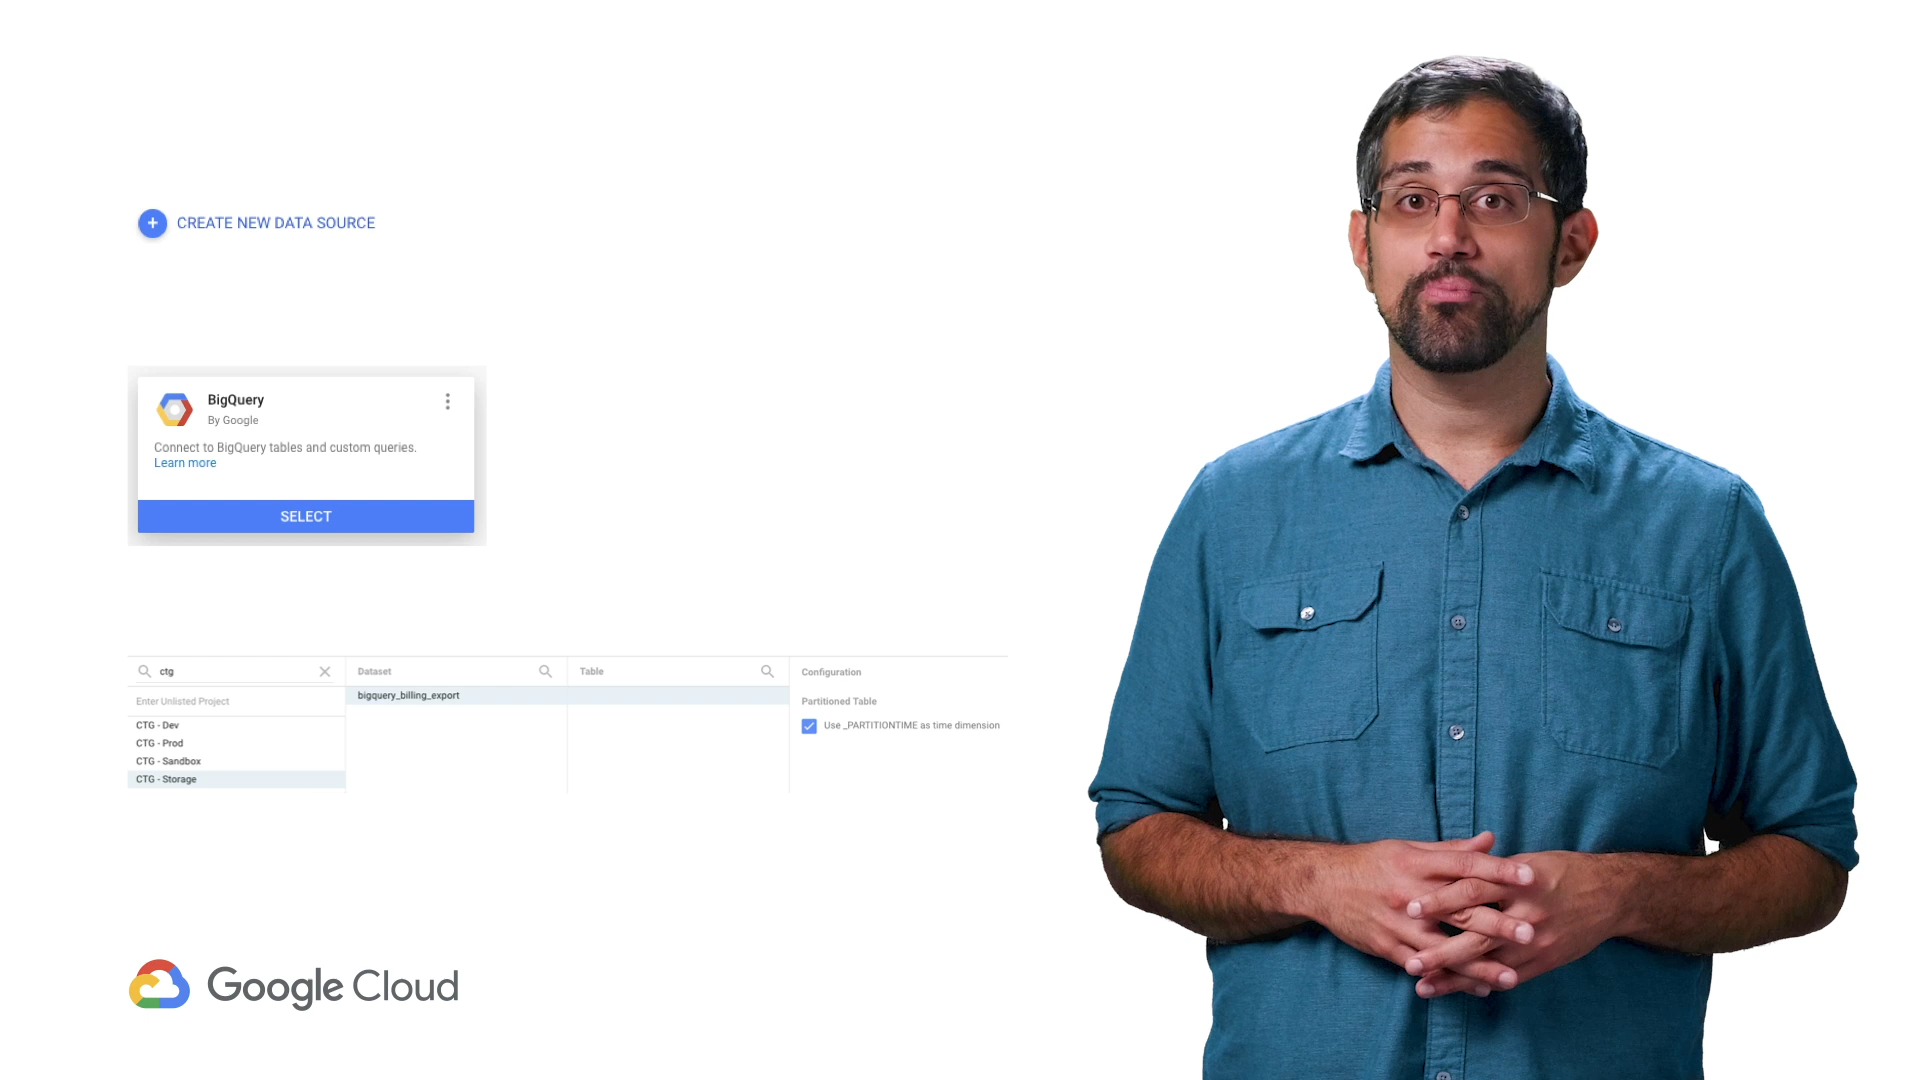 CREATE NEW DATA SOURCE
BigQuery
By Google
Connect to BigQuery tables and custom queries.
Learn more
SELECT
ctg
Dataset
Table
Configuration
Enter Unlisted Project
bigquery_billing_export
Partitioned Table
CTG - Dev
Use _PARTITIONTIME as time dimension
CTG - Prod
CTG - Sandbox
CTG - Storage
Google Cloud